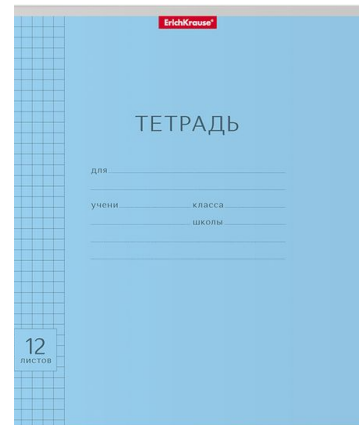 ErichKrause®
ТЕТРАДЬ
для
учени класса
школы
12
листов